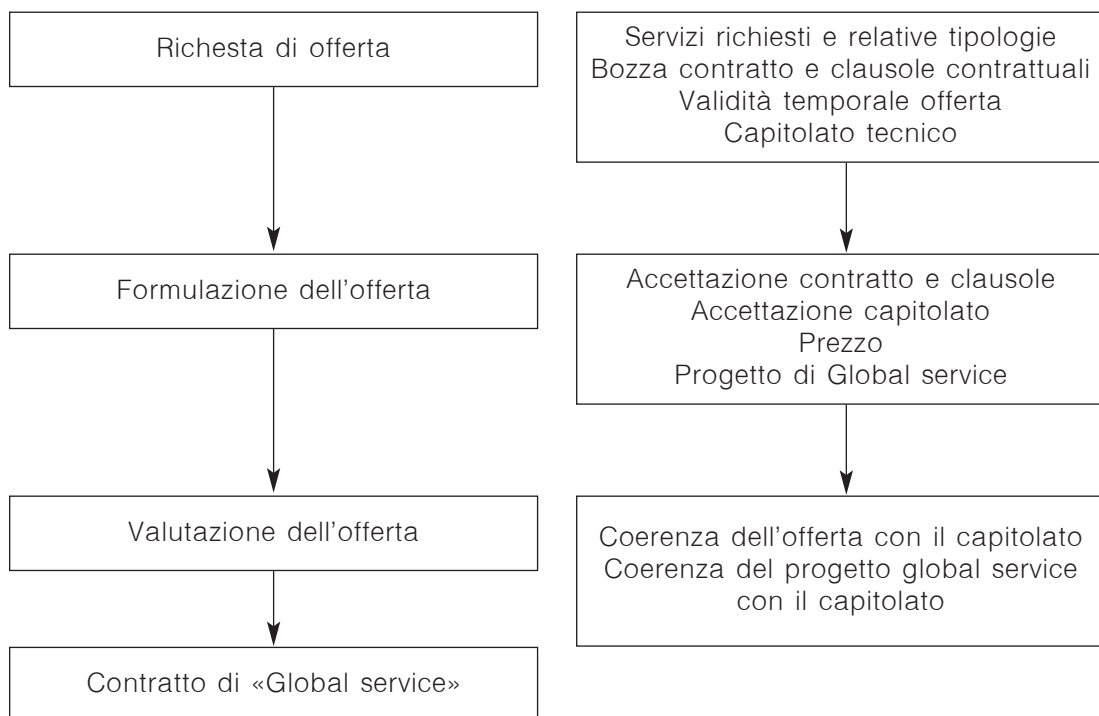 Richesta di offerta
Servizi richiesti e relative tipologie
Bozza contratto e clausole contrattuali
Validità temporale offerta
Capitolato tecnico
Formulazione dell'offerta
Accettazione contratto e clausole
Accettazione capitolato
Prezzo
Progetto di Global service
Valutazione dell'offerta
Coerenza dell'offerta con il capitolato
Coerenza del progetto global service
con il capitolato
Contratto di «Global service»